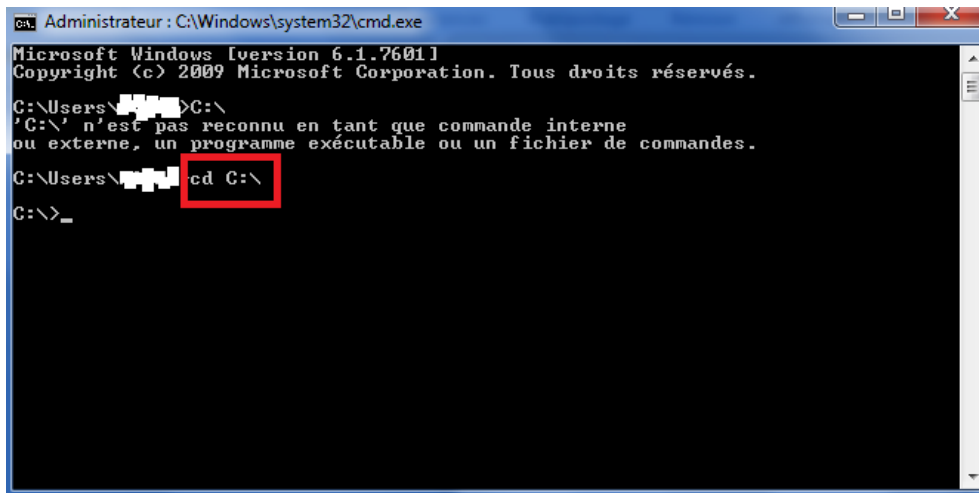 Administrateur : C:\Windows\system32\cmd.exe
Microsoft Windows [version 6.1.7601]
Copyright (c) 2009 Microsoft Corporation. Tous droits réservés.
C:\Users\ >C:\
'C:\' n'est pas reconnu en tant que commande interne
ou externe, un programme exécutable ou un fichier de commandes.
C:\Users\ cd C:\
C:\>_